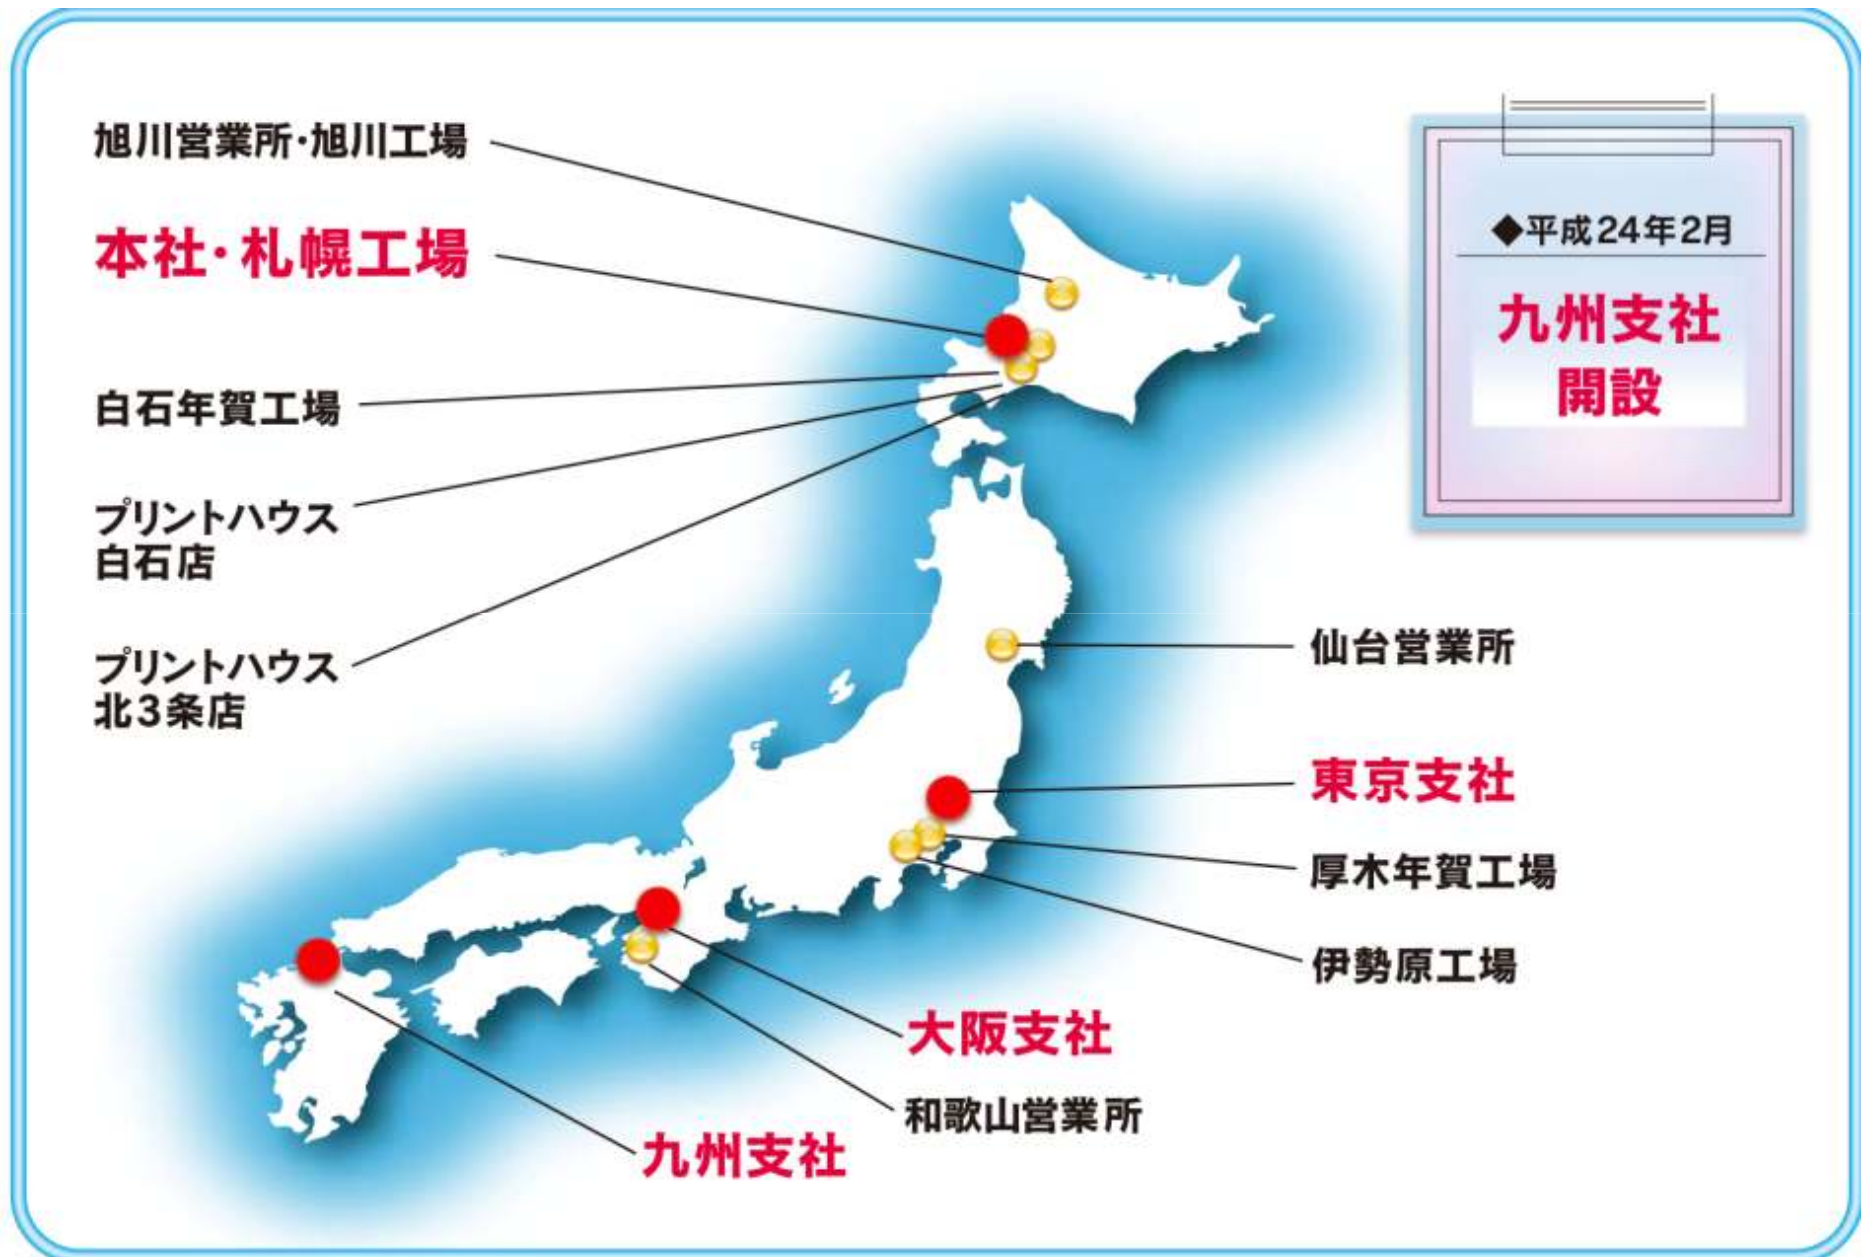 旭川営業所・旭川工場
本社・札幌工場
白石年賀工場
プリントハウス
白石店
プリントハウス
北3条店
◆平成24年2月
九州支社
開設
仙台営業所
東京支社
厚木年賀工場
伊勢原工場
大阪支社
和歌山営業所
九州支社